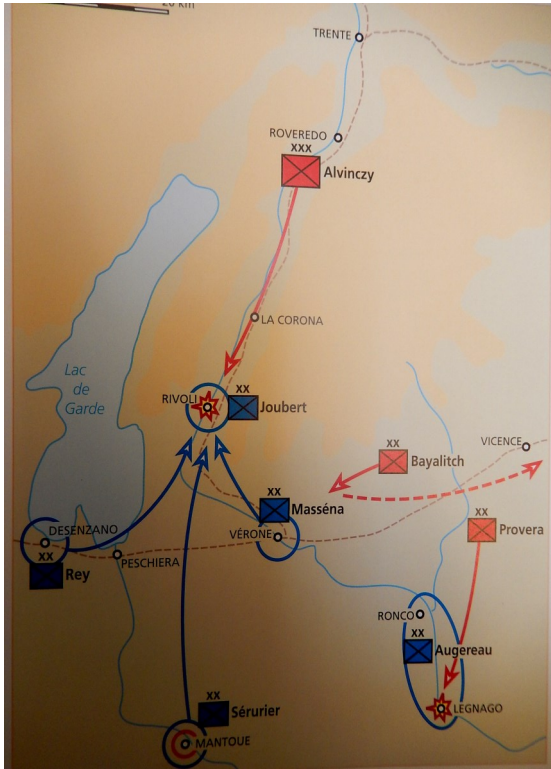 20 km
TRENTE
ROVEREDO
XXX
Alvinczy
LA CORONA
Lac
de
Garde
RIVOLI
XX
Joubert
XX
Bayalitch
VICENCE
XX
Masséna
VÉRONE
XX
Provera
DESENZANO
XX
Rey
PESCHIERA
RONCO
XX
Augereau
XX
Sérurier
LEGNAGO
MANTOUE